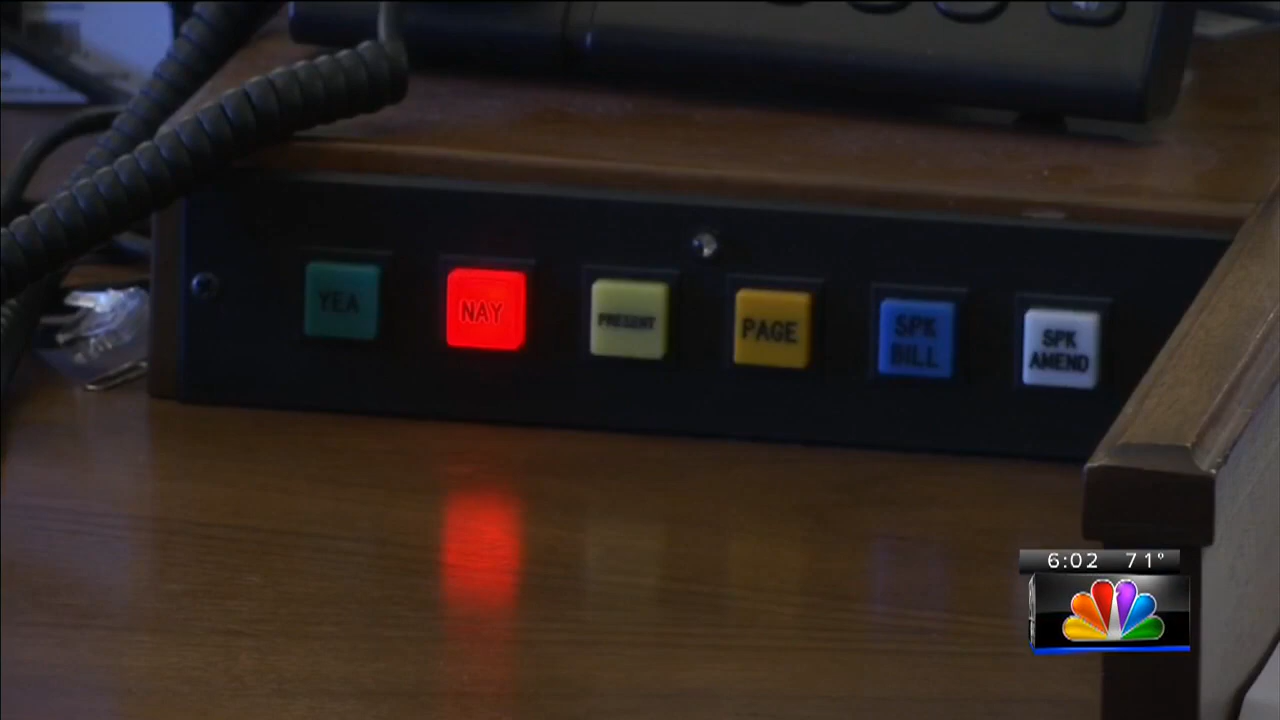 YEA
NAY
PRESENT
PAGE
SPK
BILL
SPK
AMEND
6:02 71°